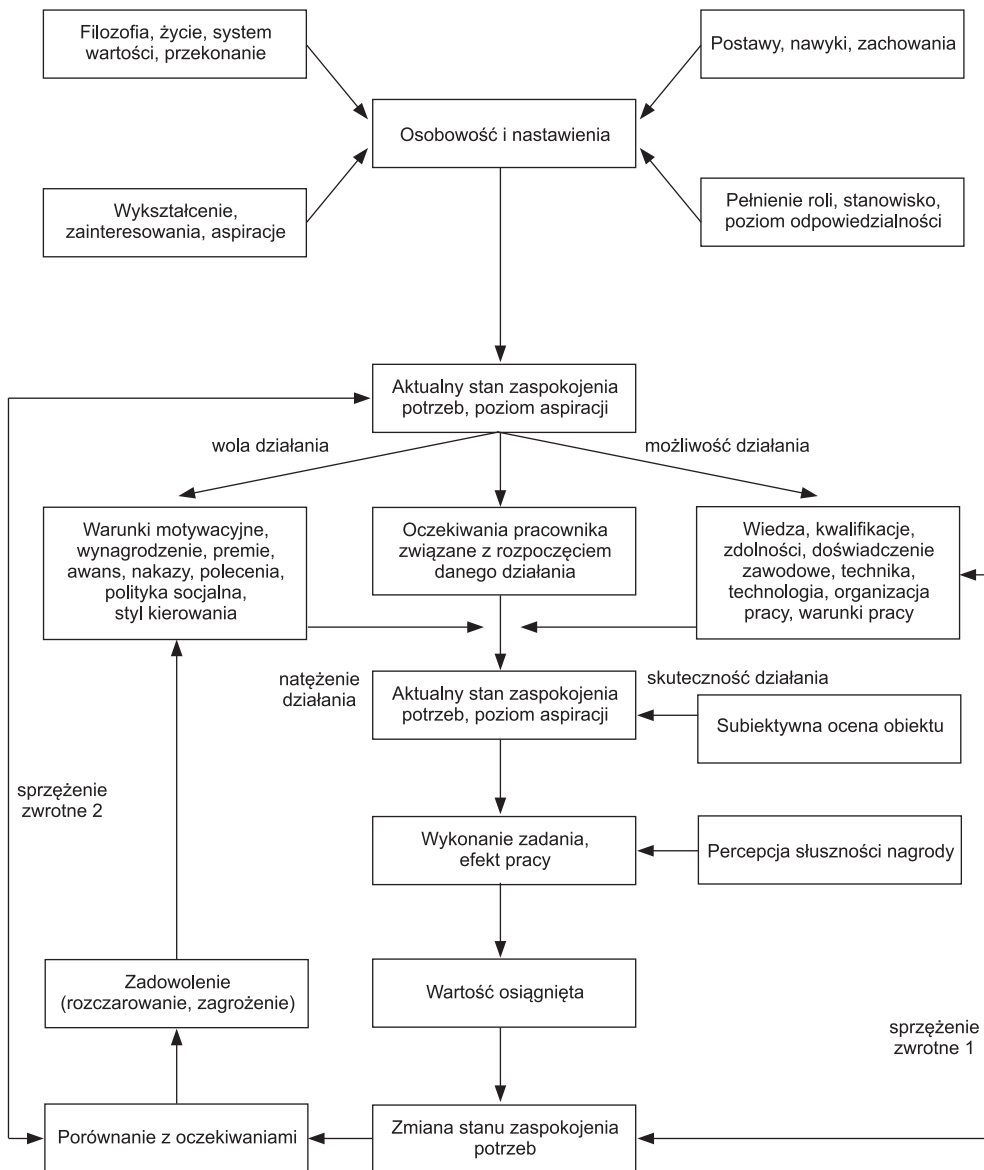 Filozofia, życie, system
wartości, przekonanie
Postawy, nawyki, zachowania
Osobowość i nastawienia
Wykształcenie,
zainteresowania, aspiracje
Pełnienie roli, stanowisko,
poziom odpowiedzialności
Aktualny stan zaspokojenia
potrzeb, poziom aspiracji
wola działania
możliwość działania
Warunki motywacyjne,
wynagrodzenie, premie,
awans, nakazy, polecenia,
polityka socjalna,
styl kierowania
Oczekiwania pracownika
związane z rozpoczęciem
danego działania
Wiedza, kwalifikacje,
zdolności, doświadczenie
zawodowe, technika,
technologia, organizacja
pracy, warunki pracy
natężenie
działania
Aktualny stan zaspokojenia
potrzeb, poziom aspiracji
skuteczność działania
Subiektywna ocena obiektu
sprzężenie
zwrotne 2
Wykonanie zadania,
efekt pracy
Percepcja słuszności nagrody
Zadowolenie
(rozczarowanie, zagrożenie)
Wartość osiągnięta
sprzężenie
zwrotne 1
Porównanie z oczekiwaniami
Zmiana stanu zaspokojenia
potrzeb